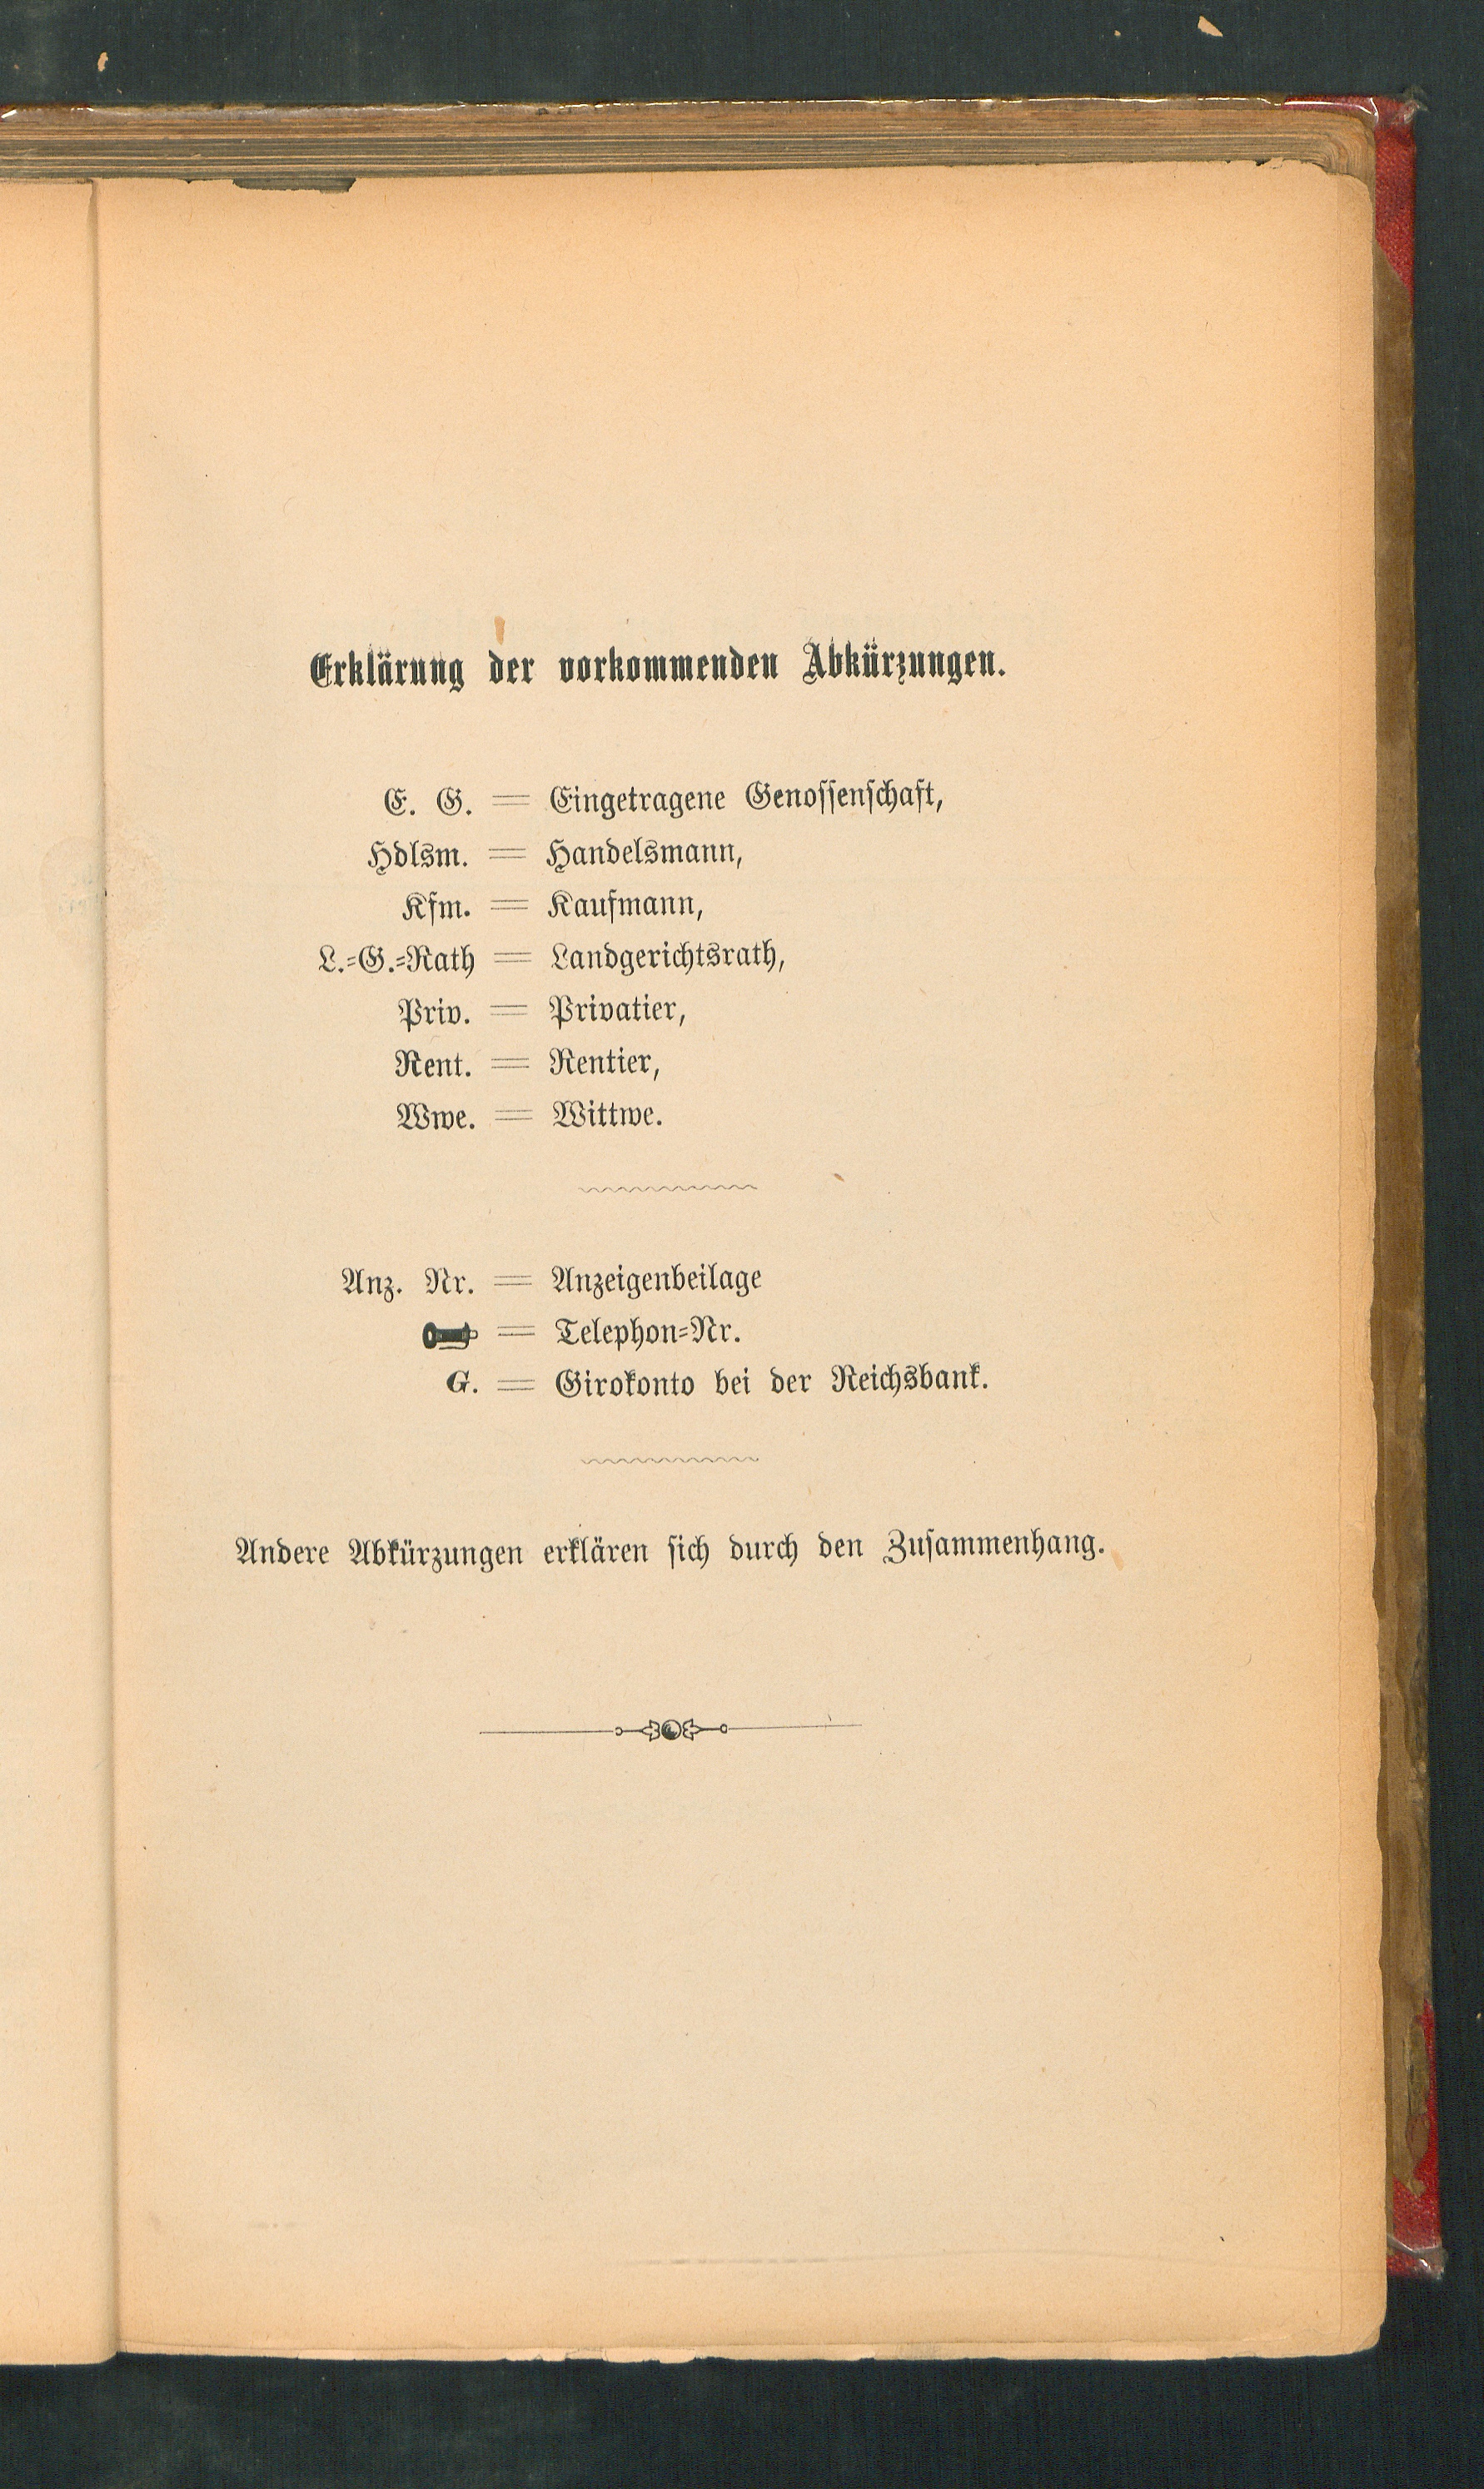 Erklärung der vorkommenden Abkürzungen.
E. G. = Eingetragene Genossenschaft,
Hdlsm. = Handelsmann,
Kfm. = Kaufmann,
L.-G.-Rath = Landgerichtsrath,
Priv. = Privatier,
Rent. = Rentier,
Wwe. = Wittwe.
Anz. Nr. = Anzeigenbeilage
= Telephon-Nr.
G. = Girokonto bei der Reichsbank.
Andere Abkürzungen erklären sich durch den Zusammenhang.